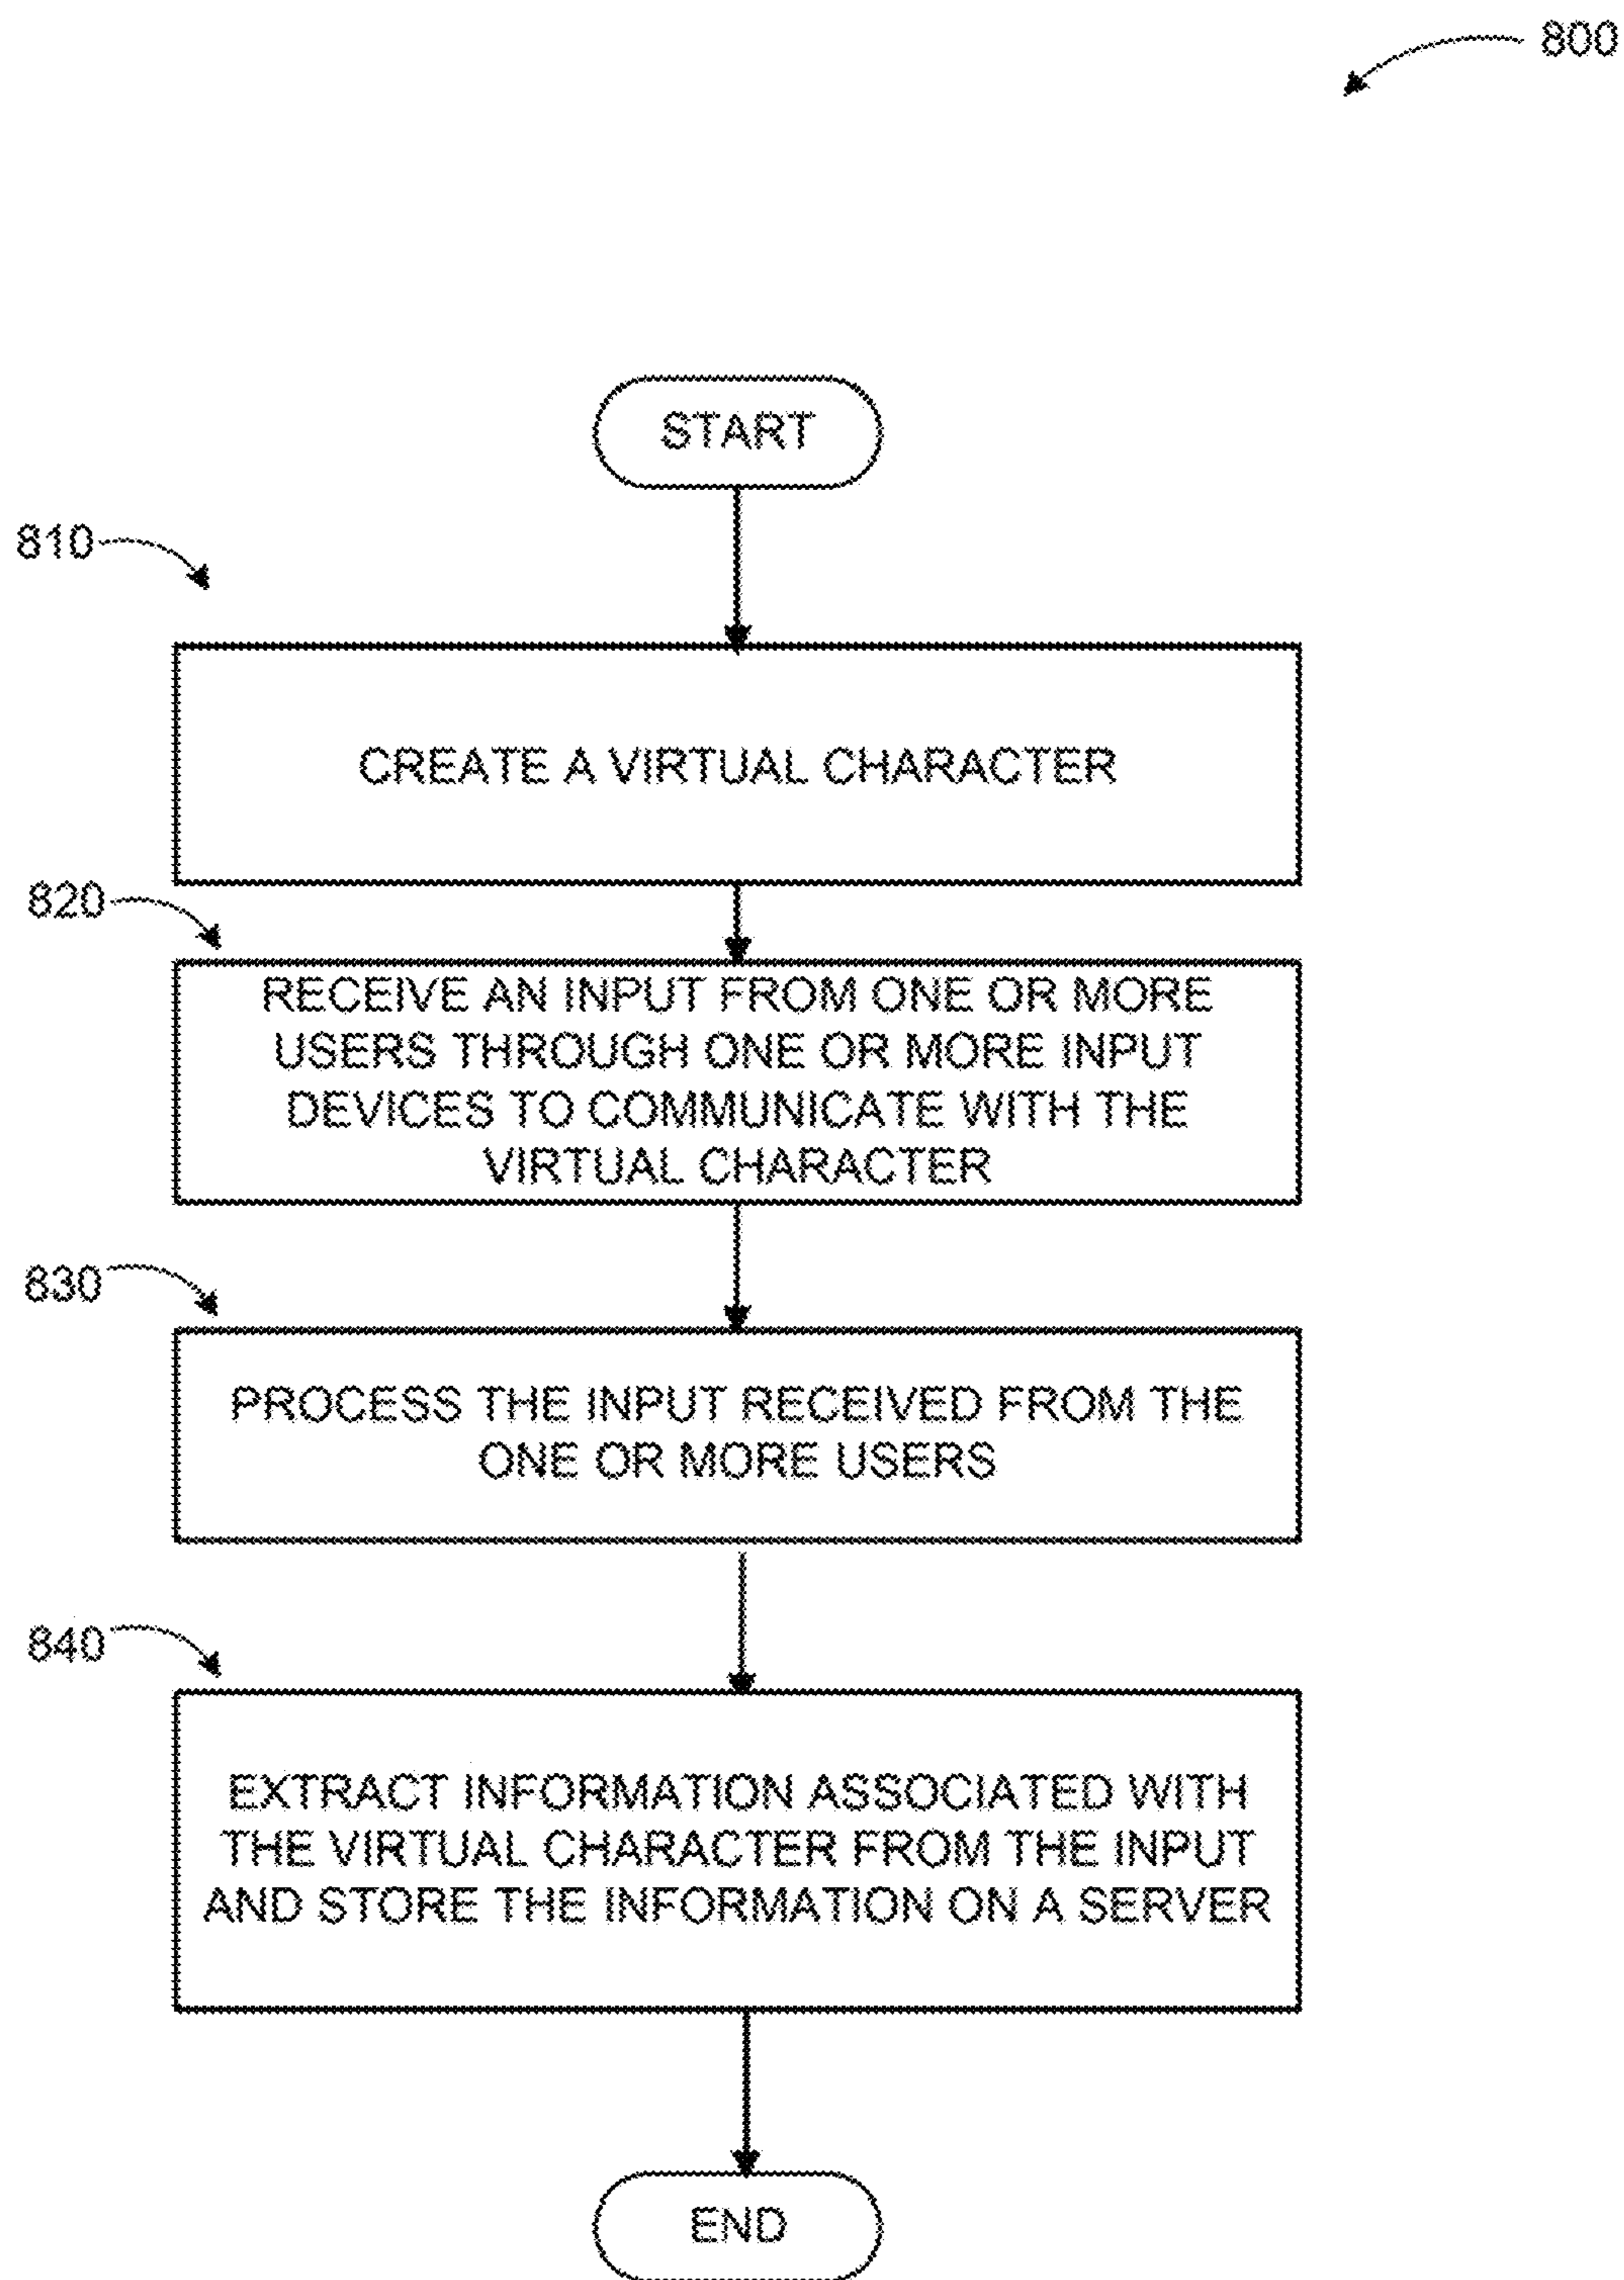 800
START
810
CREATE A VIRTUAL CHARACTER
820
RECEIVE AN INPUT FROM ONE OR MORE
USERS THROUGH ONE OR MORE INPUT
DEVICES TO COMMUNICATE WITH THE
VIRTUAL CHARACTER
830
PROCESS THE INPUT RECEIVED FROM THE
ONE OR MORE USERS
840
EXTRACT INFORMATION ASSOCIATED WITH
THE VIRTUAL CHARACTER FROM THE INPUT
AND STORE THE INFORMATION ON A SERVER
END